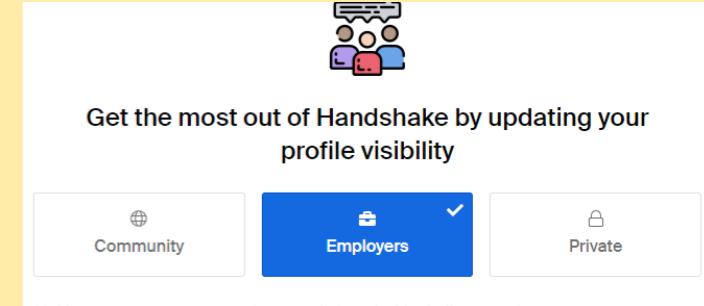 Get the most out of Handshake by updating your
profile visibility
Community
Employers
Private